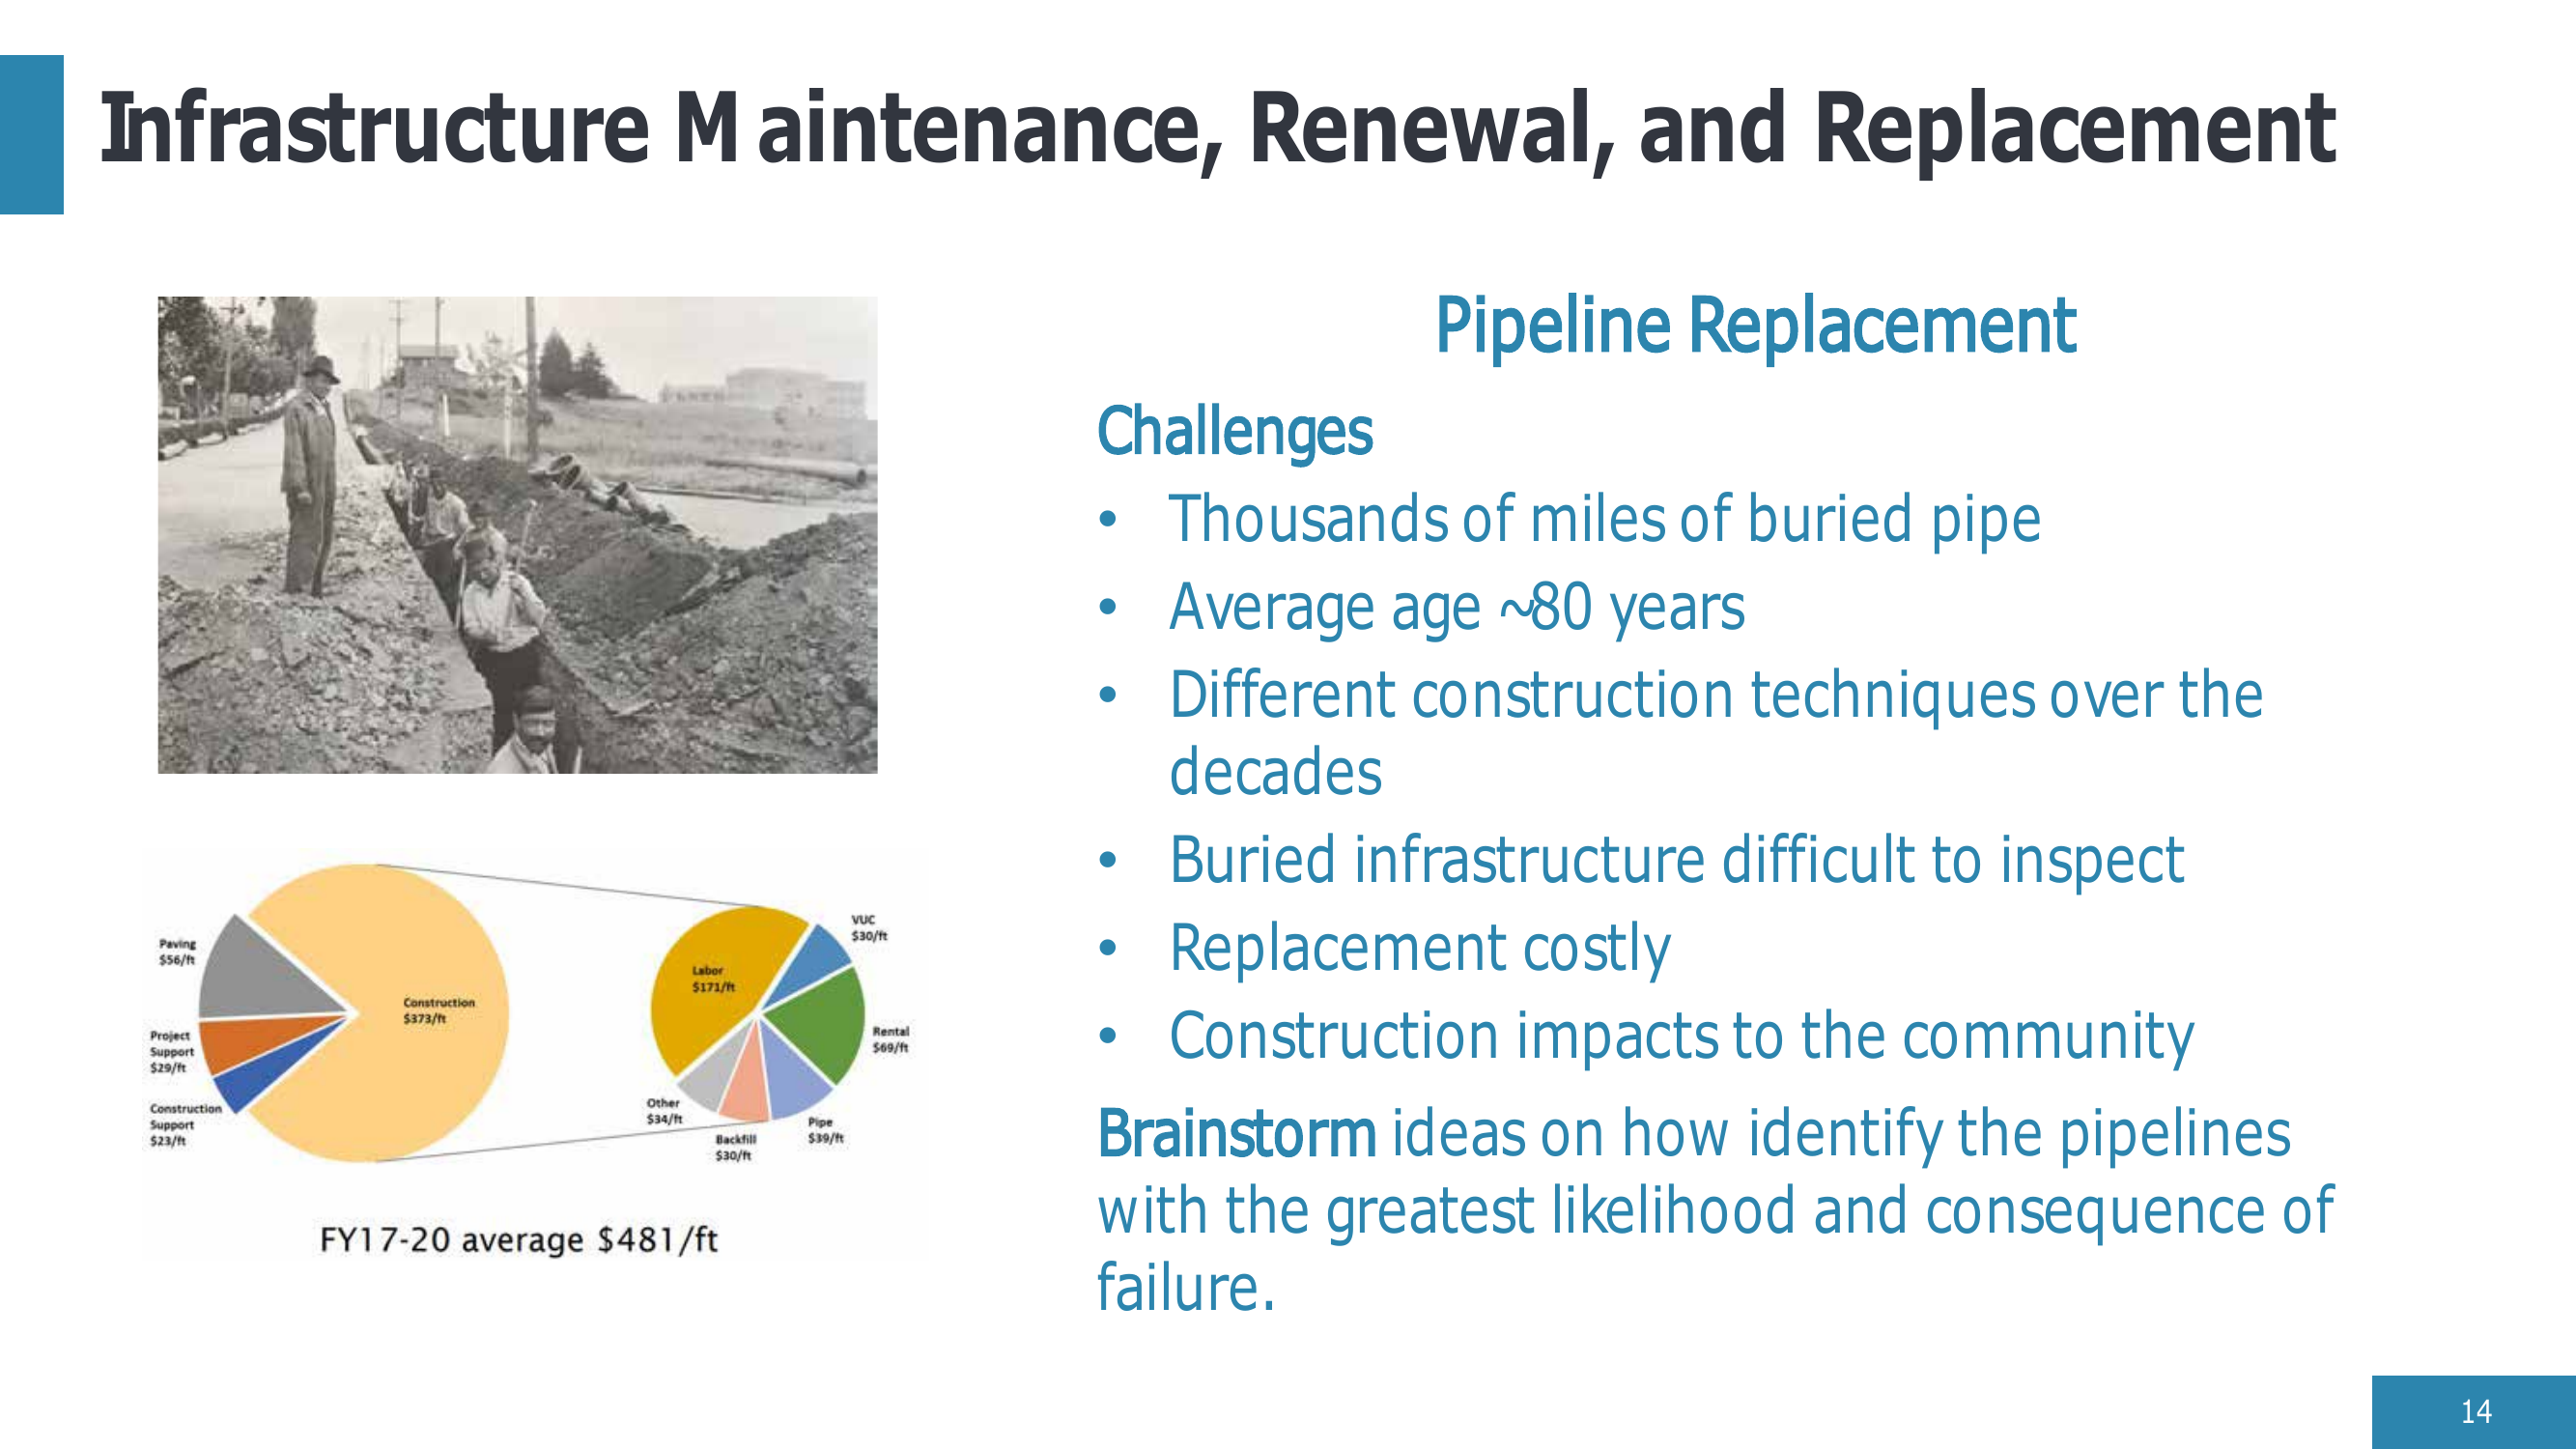 Infrastructure Maintenance, Renewal, and Replacement
Pipeline Replacement
Challenges
• Thousands of miles of buried pipe
• Average age ~80 years
• Different construction techniques over the
decades
• Buried infrastructure difficult to inspect
• Replacement costly
• Construction impacts to the community
Brainstorm ideas on how identify the pipelines
with the greatest likelihood and consequence of
failure.
Paving
$56/ft
Project
Support
$29/ft
Construction
Support
$23/ft
Construction
$373/ft
Labor
$171/ft
VUC
$30/ft
Rental
$69/ft
Pipe
$39/ft
Backfill
$30/ft
Other
$34/ft
FY17-20 average $481/ft
14